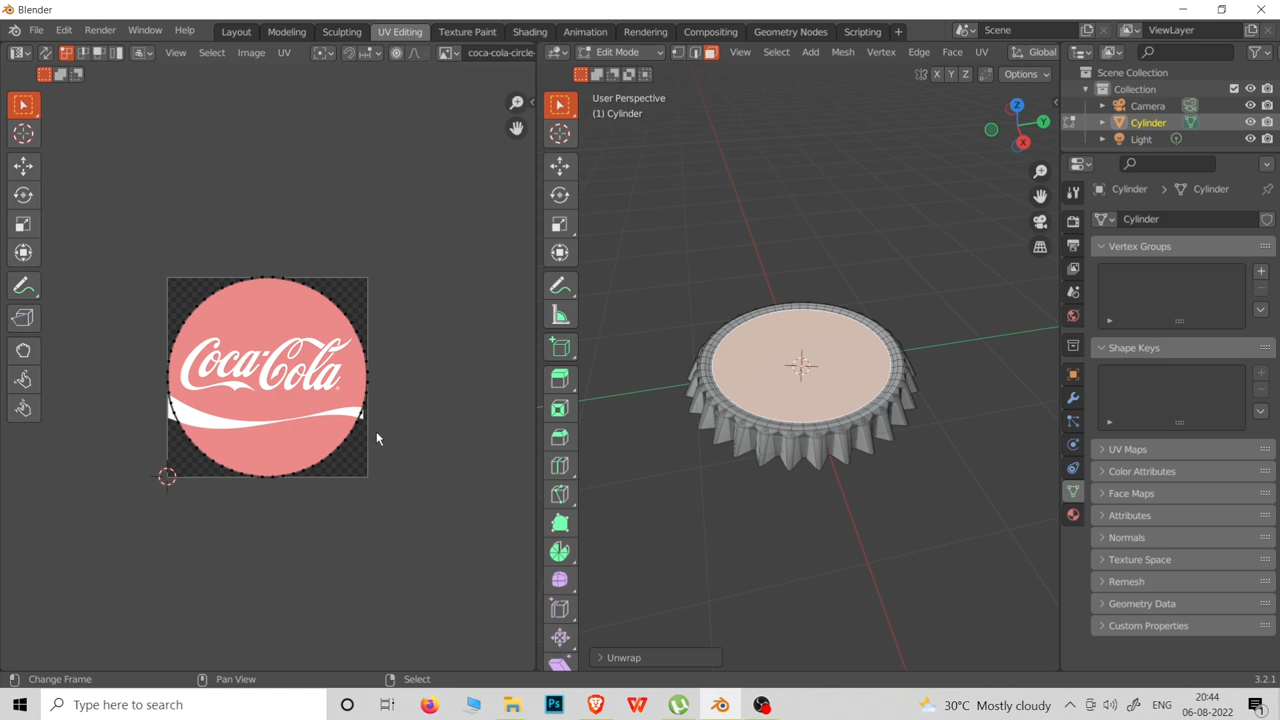 Blender
File Edit Render Window Help Layout Modeling Sculpting UV Editing Texture Paint Shading Animation Rendering Compositing Geometry Nodes Scripting Scene ViewLayer
View Select Image UV coca-cola-circle- Edit Mode View Select Add Mesh Vertex Edge Face UV Global
X Y Z Options
Scene Collection
Collection
Camera
Cylinder
Light
User Perspective
(1) Cylinder
Z
Y
X
Cylinder Cylinder
Cylinder
Vertex Groups
Shape Keys
Coca-Cola
UV Maps
Color Attributes
Face Maps
Attributes
Normals
Texture Space
Remesh
Geometry Data
Custom Properties
Unwrap
Change Frame Pan View Select 3.2.1
Type here to search Ps W 30°C Mostly cloudy ENG 20:44
06-08-2022